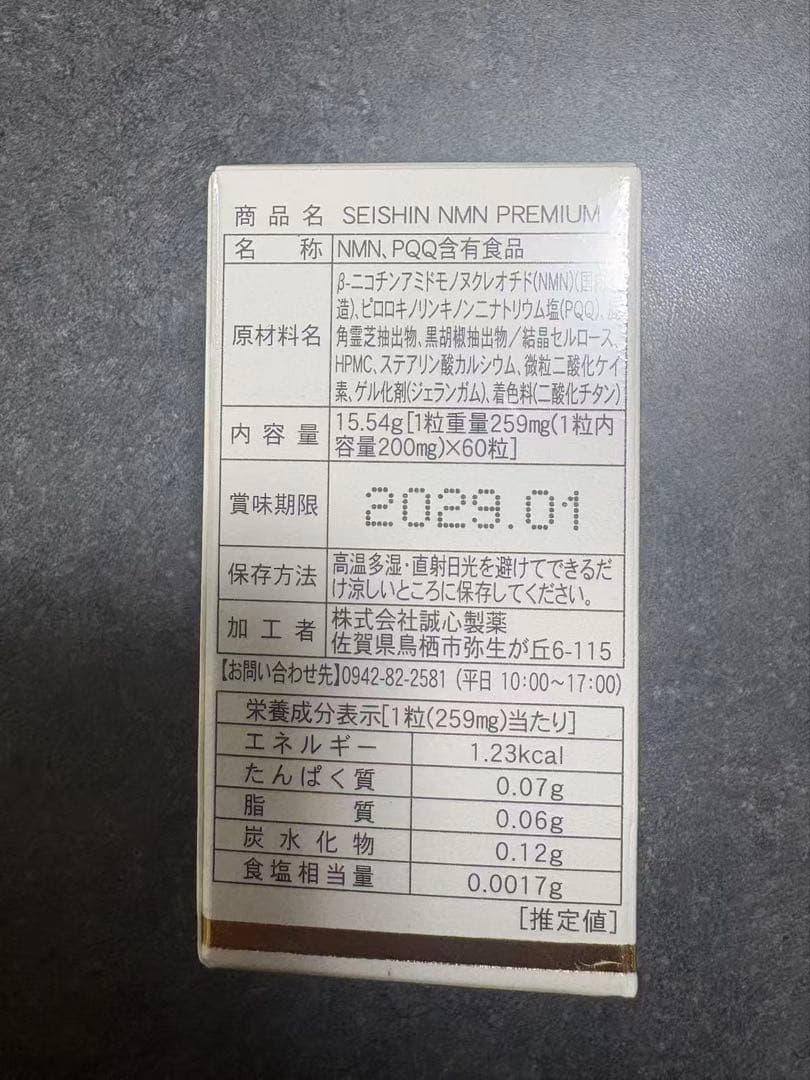 商品名 SEISHIN NMN PREMIUM
名称 NMN、PQQ含有食品
原材料名
β-ニコチンアミドモノヌクレオチド(NMN)(国内
造)、ピロロキノリンキノンニナトリウム塩(PQQ)、鹿
角霊芝抽出物、黒胡椒抽出物／結晶セルロース、
HPMC、ステアリン酸カルシウム、微粒二酸化ケイ
素、ゲル化剤(ジェランガム)、着色料(二酸化チタン)
内容量
15.54g[1粒重量259mg(1粒内
容量200mg)×60粒]
賞味期限 2029.01
保存方法
高温多湿・直射日光を避けてできるだ
け涼しいところに保存してください。
加工者
株式会社誠心製薬
佐賀県鳥栖市弥生が丘6-115
【お問い合わせ先】0942-82-2581 (平日 10:00～17:00)
栄養成分表示[1粒(259mg)当たり]
エネルギー 1.23kcal
たんぱく質 0.07g
脂質 0.06g
炭水化物 0.12g
食塩相当量 0.0017g
[推定値]